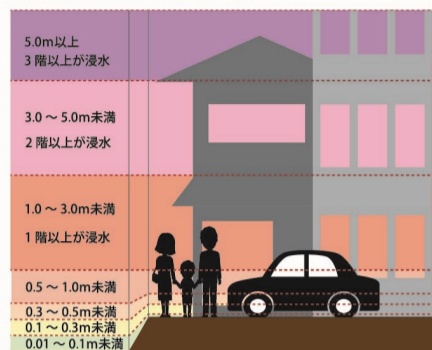 5.0m以上
3 階以上が浸水
3.0 ～ 5.0m未満
2 階以上が浸水
1.0 ～ 3.0m未満
1 階以上が浸水
0.5 ～ 1.0m未満
0.3 ～ 0.5m未満
0.1 ～ 0.3m未満
0.01 ～ 0.1m未満